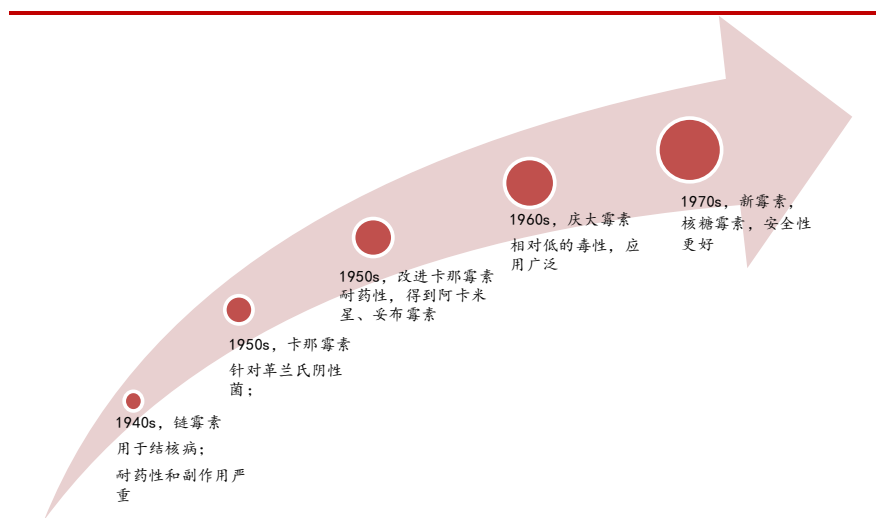 1940s，链霉素
用于结核病；
耐药性和副作用严
重
1950s，卡那霉素
针对革兰氏阴性
菌；
1950s，改进卡那霉素
耐药性，得到阿卡米
星、妥布霉素
1960s，庆大霉素
相对低的毒性，应
用广泛
1970s，新霉素，
核糖霉素，安全性
更好